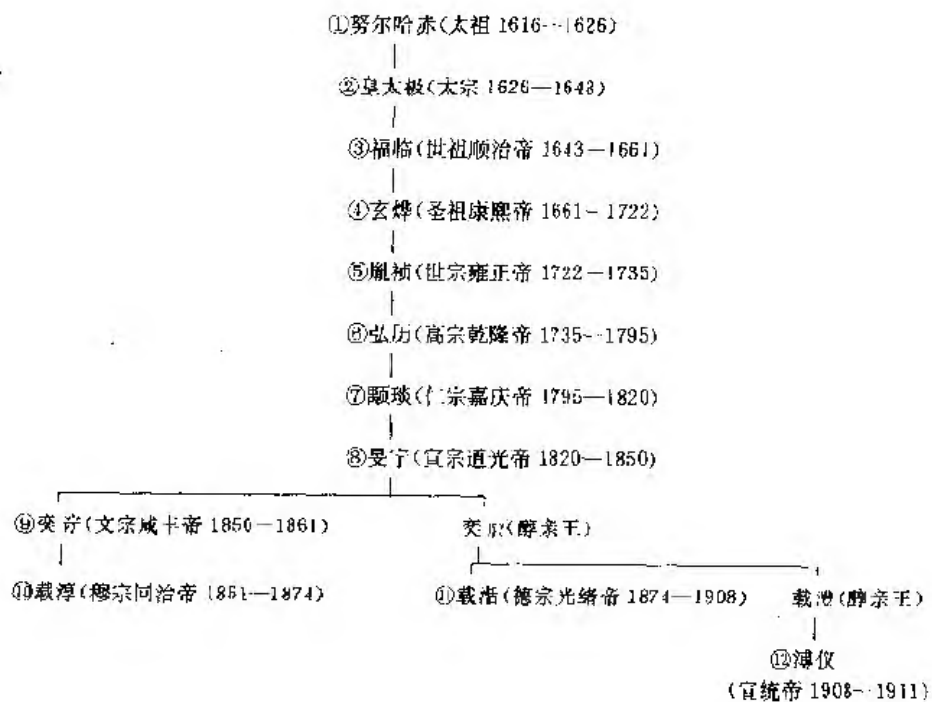 ①努尔哈赤(太祖 1616—1626)
②皇太极(太宗 1626—1643)
③福临(世祖顺治帝 1643—1661)
④玄烨(圣祖康熙帝 1661—1722)
⑤胤祯(世宗雍正帝 1722—1735)
⑥弘历(高宗乾隆帝 1735—1795)
⑦颙琰(仁宗嘉庆帝 1795—1820)
⑧旻宁(宣宗道光帝 1820—1850)
⑨奕詝(文宗咸丰帝 1850—1861) 奕譞(醇亲王)
⑩载淳(穆宗同治帝 1861—1874) ⑪载湉(德宗光绪帝 1874—1908) 载沣(醇亲王)
⑫溥仪
(宣统帝 1908—1911)